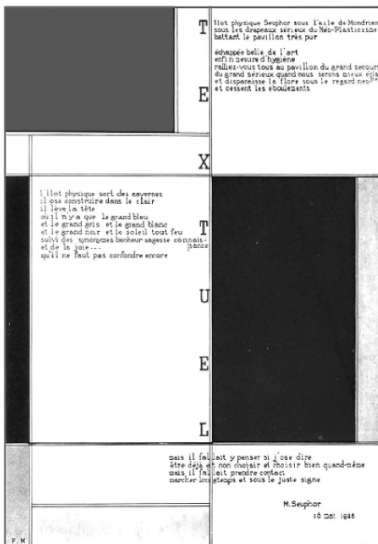 TEXTUEL
Ilot physique Seuphor sous l'aile de Mondrian
sous les drapeaux sérieux du Néo-Plasticisme
battant le pavillon très pur
échappée belle de l'art
enfin mesure d'hygiène
ralliez-vous tous au pavillon du grand secours
du grand sérieux quand nous serons mieux
et disparaisse la flore sous le regard
et cessent les éboulements
l'îlot physique sort des cavernes
il ose construire dans le clair
il lève la tête
où il n'y a que le grand bleu
et le grand gris et le grand blanc
et le grand noir et le soleil tout feu
suivi des synonymes bonheur sagesse connais-
sance
et de la joie---
qu'il ne faut pas confondre encore
mais il fallait y penser si j'ose dire
être déjà et non choisir et choisir bien quand-même
mais il fallait prendre contact
marcher longtemps et sous le juste signe
M.Seuphor
P.M